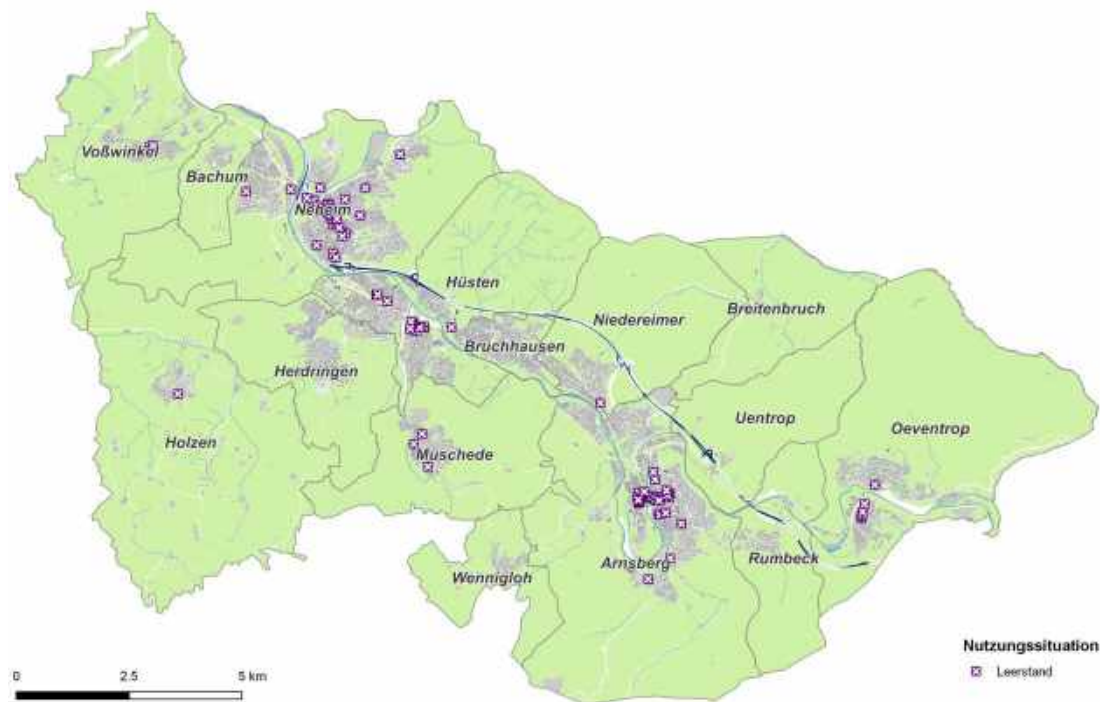 Voßwinkel
Bachum
Neheim
Hüsten
Breitenbruch
Niedereimer
Bruchhausen
Herdringen
Uentrop
Oeventrop
Holzen
Müschede
Arnsberg
Rumbeck
Wennigloh
Nutzungssituation
Leerstand
0 2.5 5 km